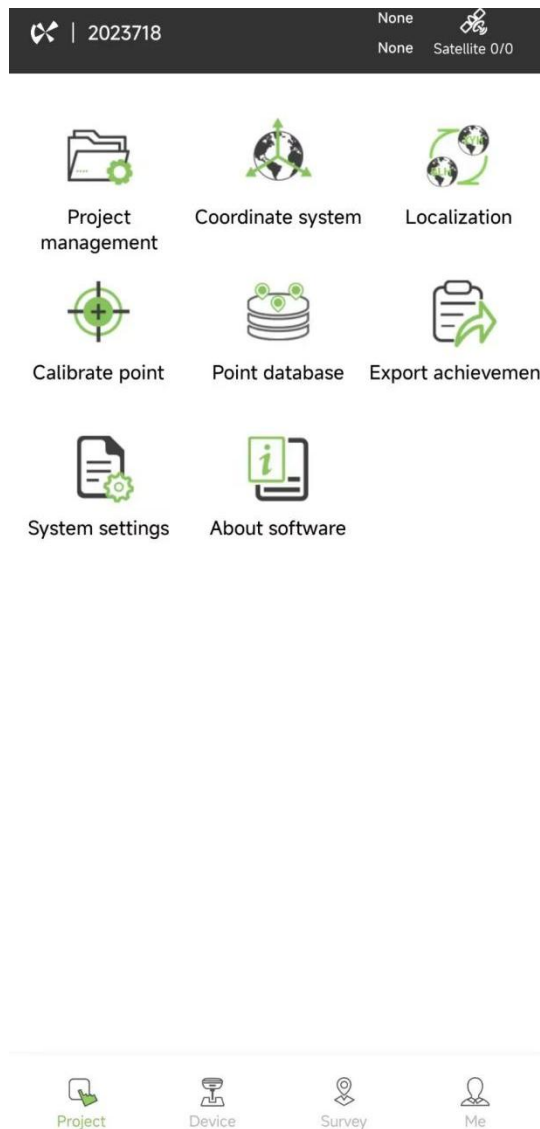 2023718
None
None
Satellite 0/0
Project
management
Coordinate system
Localization
Calibrate point
Point database
Export achievemen
System settings
About software
Project
Device
Survey
Me